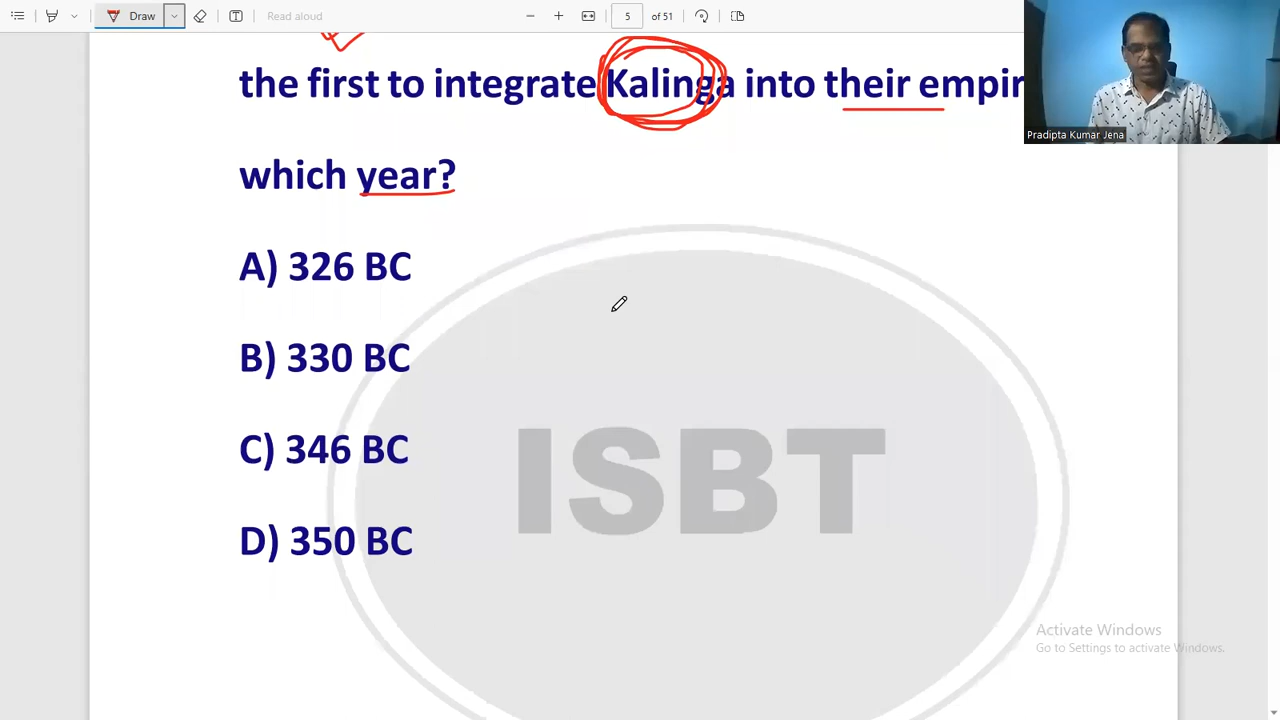 Draw
Read aloud
5 of 51
the first to integrate Kalinga into their empir
which year?
A) 326 BC
B) 330 BC
C) 346 BC
D) 350 BC
ISBT
Pradipta Kumar Jena
Activate Windows
Go to Settings to activate Windows.